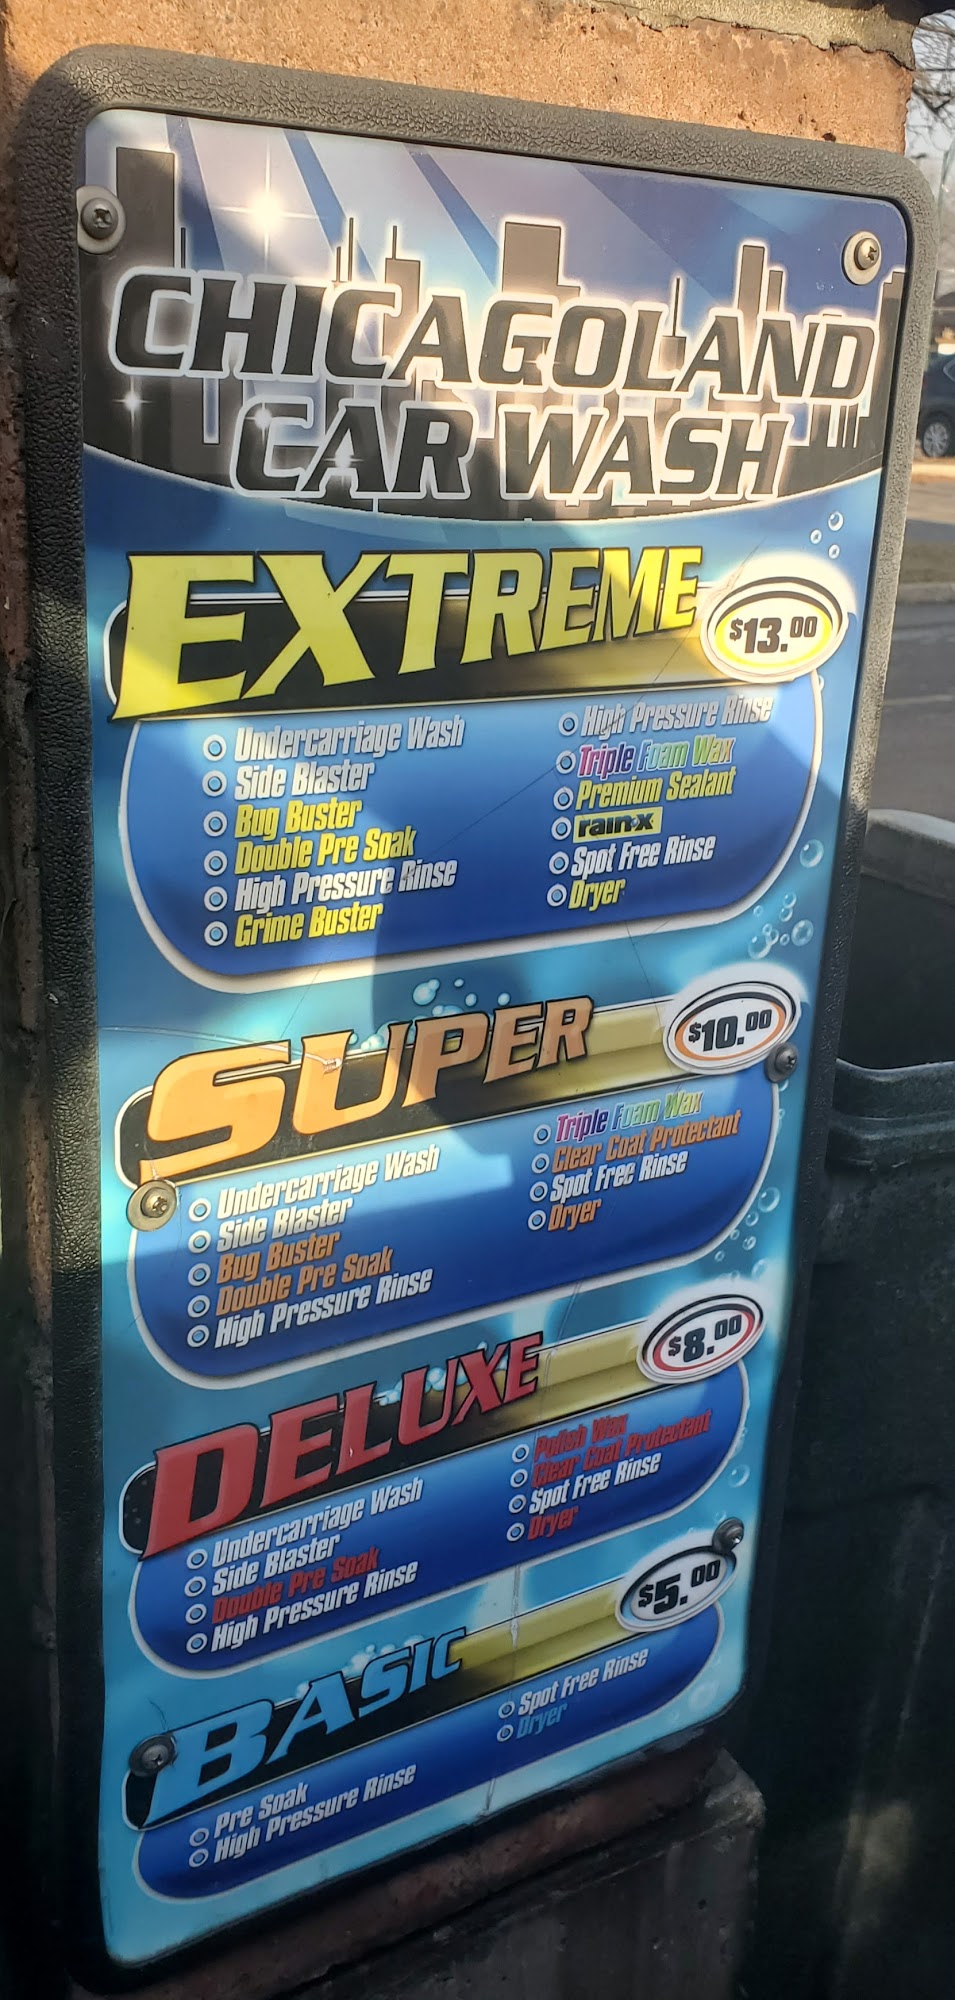 CHICAGOLAND
CAR WASH
EXTREME
$13.00
Undercarriage Wash
Side Blaster
Bug Buster
Double Pre Soak
High Pressure Rinse
Grime Buster
High Pressure Rinse
Triple Foam Wax
Premium Sealant
rain-x
Spot Free Rinse
Dryer
SUPER
$10.00
Undercarriage Wash
Side Blaster
Bug Buster
Double Pre Soak
High Pressure Rinse
Triple Foam Wax
Clear Coat Protectant
Spot Free Rinse
Dryer
DELUXE
$8.00
Undercarriage Wash
Side Blaster
Double Pre Soak
High Pressure Rinse
Polish Wax
Clear Coat Protectant
Spot Free Rinse
Dryer
BASIC
$5.00
Pre Soak
High Pressure Rinse
Spot Free Rinse
Dryer